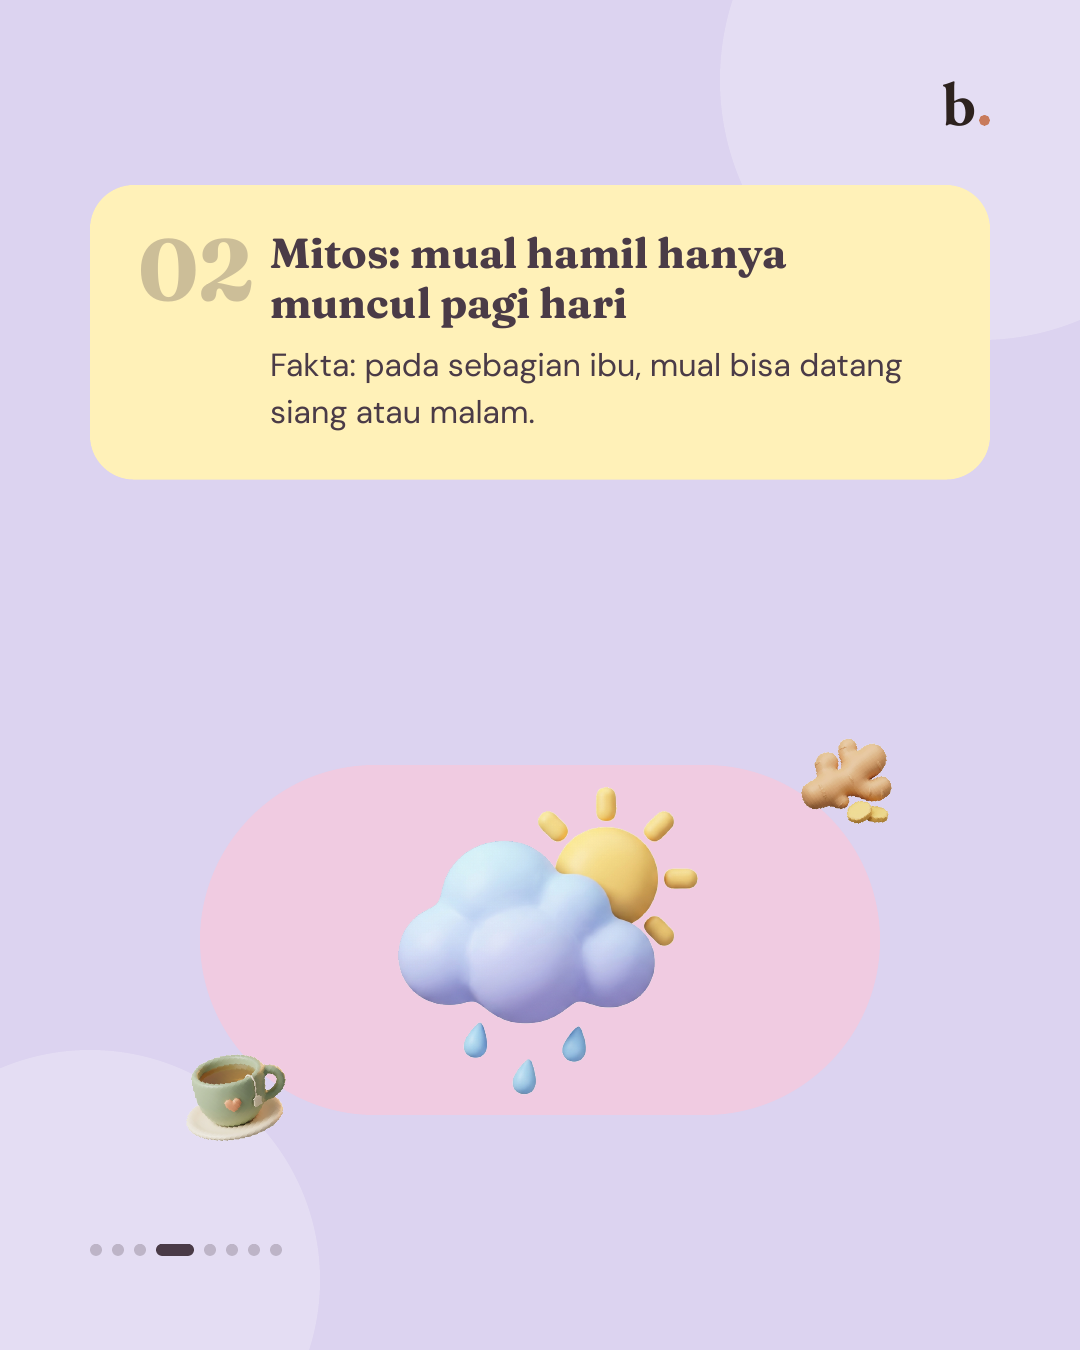 b.
02
Mitos: mual hamil hanya
muncul pagi hari
Fakta: pada sebagian ibu, mual bisa datang
siang atau malam.